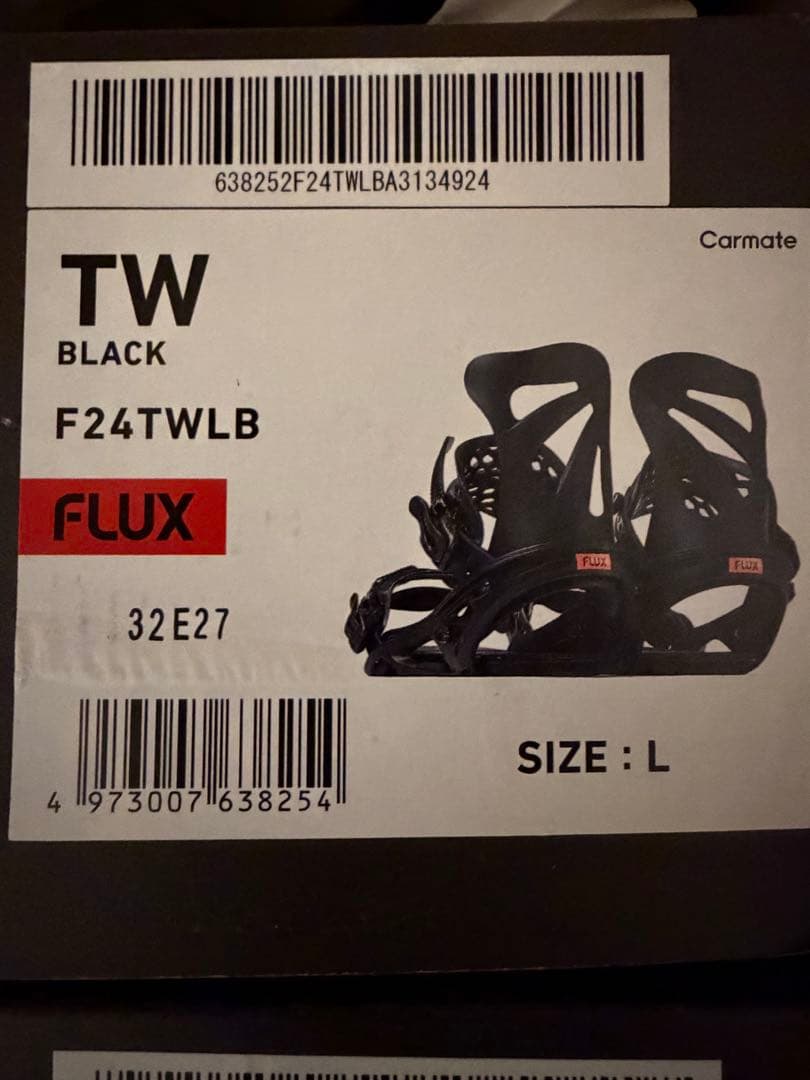 638252F24TWLBA3134924
Carmate
TW
BLACK
F24TWLB
FLUX
FLUX
FLUX
32E27
SIZE : L
4 973007 638254